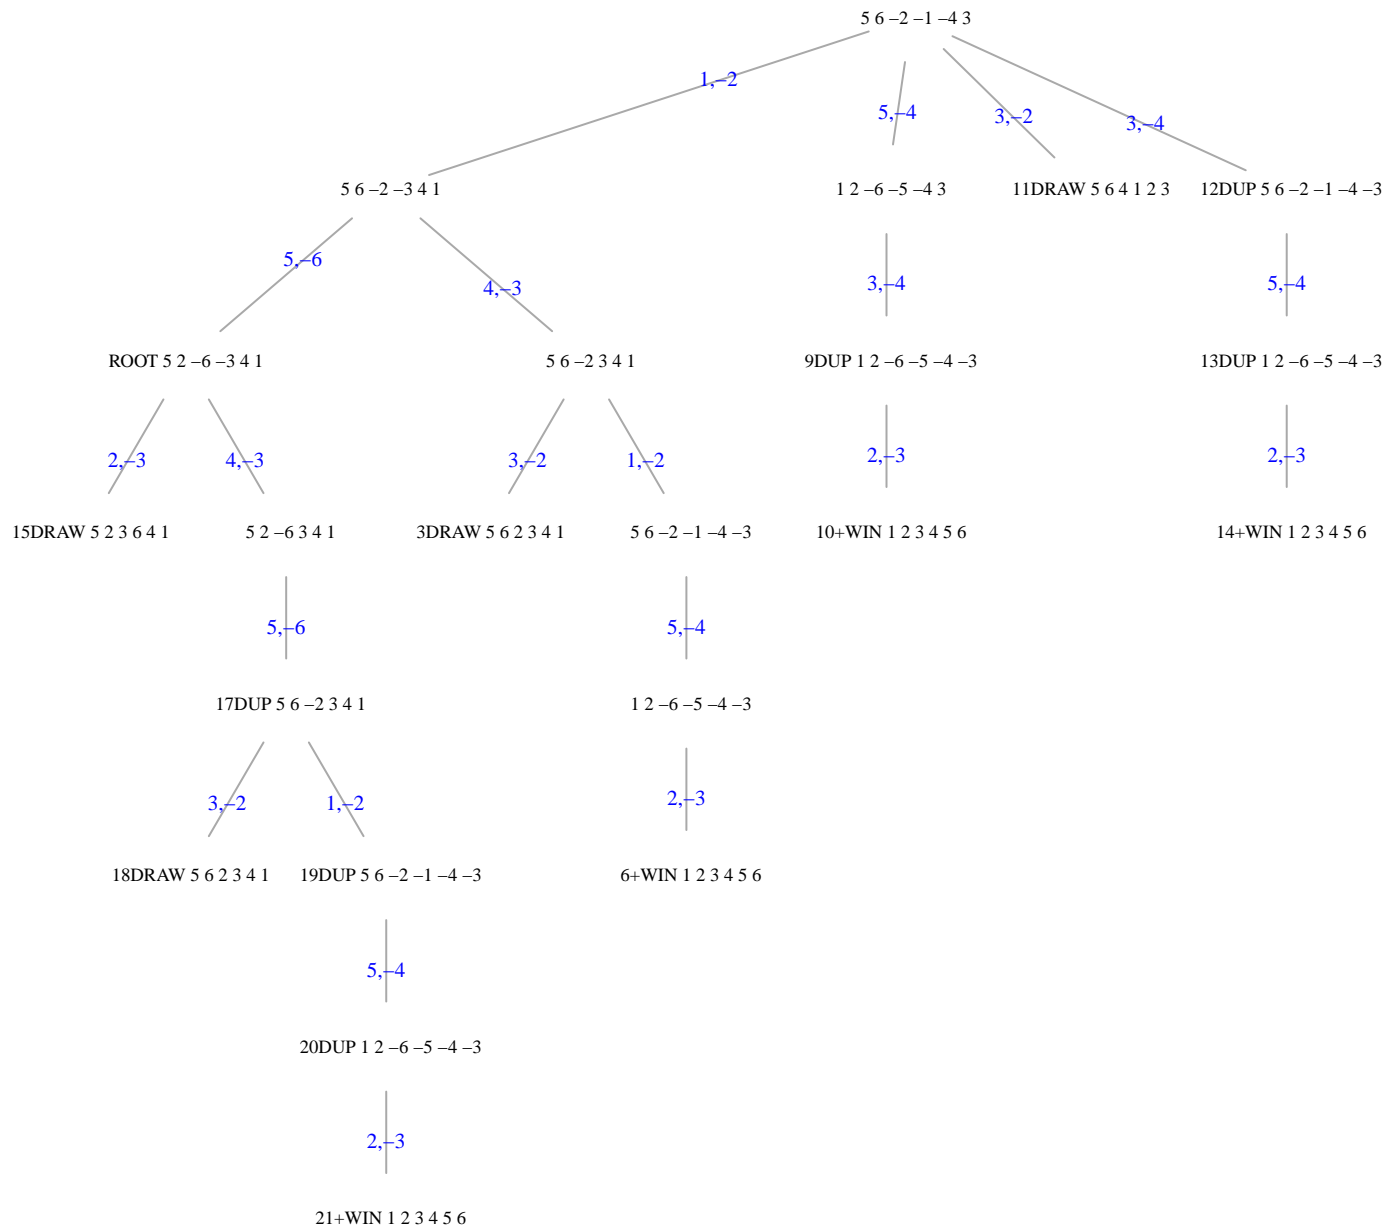 5 6 –2 –1 –4 3
1,–2
5,–4
3,–2
3,–4
5 6 –2 –3 4 1
1 2 –6 –5 –4 3
11DRAW 5 6 4 1 2 3
12DUP 5 6 –2 –1 –4 –3
5,–6
4,–3
3,–4
5,–4
ROOT 5 2 –6 –3 4 1
5 6 –2 3 4 1
9DUP 1 2 –6 –5 –4 –3
13DUP 1 2 –6 –5 –4 –3
2,–3
4,–3
3,–2
1,–2
2,–3
2,–3
15DRAW 5 2 3 6 4 1
5 2 –6 3 4 1
3DRAW 5 6 2 3 4 1
5 6 –2 –1 –4 –3
10+WIN 1 2 3 4 5 6
14+WIN 1 2 3 4 5 6
5,–6
5,–4
17DUP 5 6 –2 3 4 1
1 2 –6 –5 –4 –3
3,–2
1,–2
2,–3
18DRAW 5 6 2 3 4 1
19DUP 5 6 –2 –1 –4 –3
6+WIN 1 2 3 4 5 6
5,–4
20DUP 1 2 –6 –5 –4 –3
2,–3
21+WIN 1 2 3 4 5 6